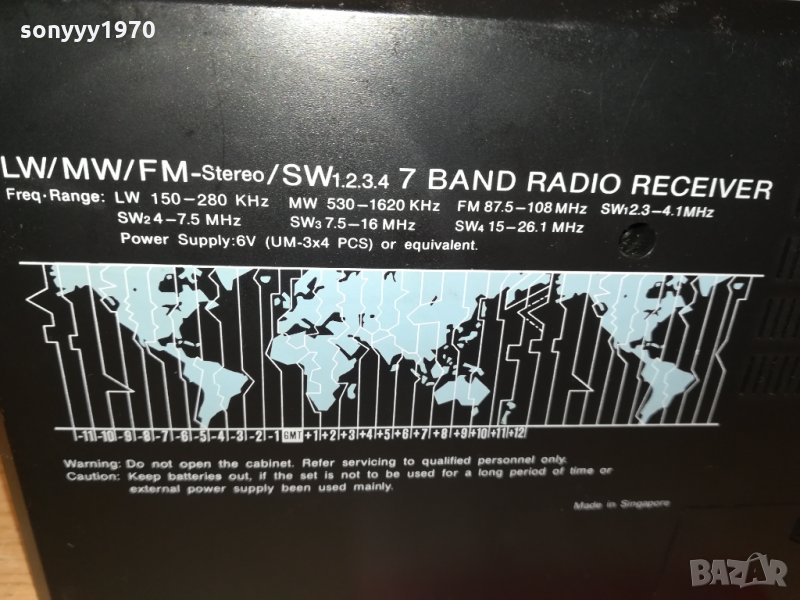 sonyyy1970
LW/MW/FM-Stereo/SW1.2.3.4 7 BAND RADIO RECEIVER
Freq·Range: LW 150-280 KHz MW 530-1620 KHz FM 87.5-108 MHz SW1 2.3-4.1MHz
SW2 4-7.5 MHz SW3 7.5-16 MHz SW4 15-26.1 MHz
Power Supply:6V (UM-3x4 PCS) or equivalent.
-11 -10 -9 -8 -7 -6 -5 -4 -3 -2 -1 GMT +1 +2 +3 +4 +5 +6 +7 +8 +9 +10 +11 +12
Warning: Do not open the cabinet. Refer servicing to qualified personnel only.
Caution: Keep batteries out, if the set is not to be used for a long period of time or
external power supply been used mainly.
Made in Singapore
BAZAR
bg